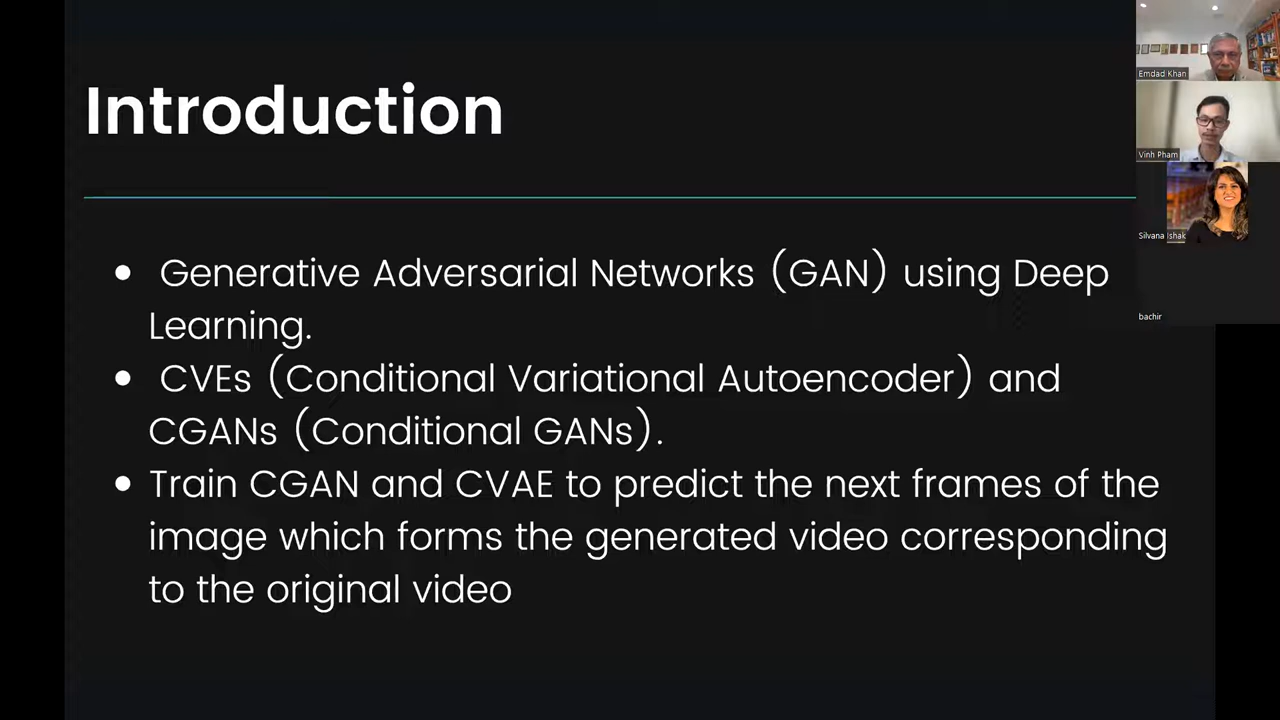 Introduction
• Generative Adversarial Networks (GAN) using Deep
Learning.
• CVEs (Conditional Variational Autoencoder) and
CGANs (Conditional GANs).
• Train CGAN and CVAE to predict the next frames of the
image which forms the generated video corresponding
to the original video
Emdad Khan
Vinh Pham
Silvana Ishak
bachir